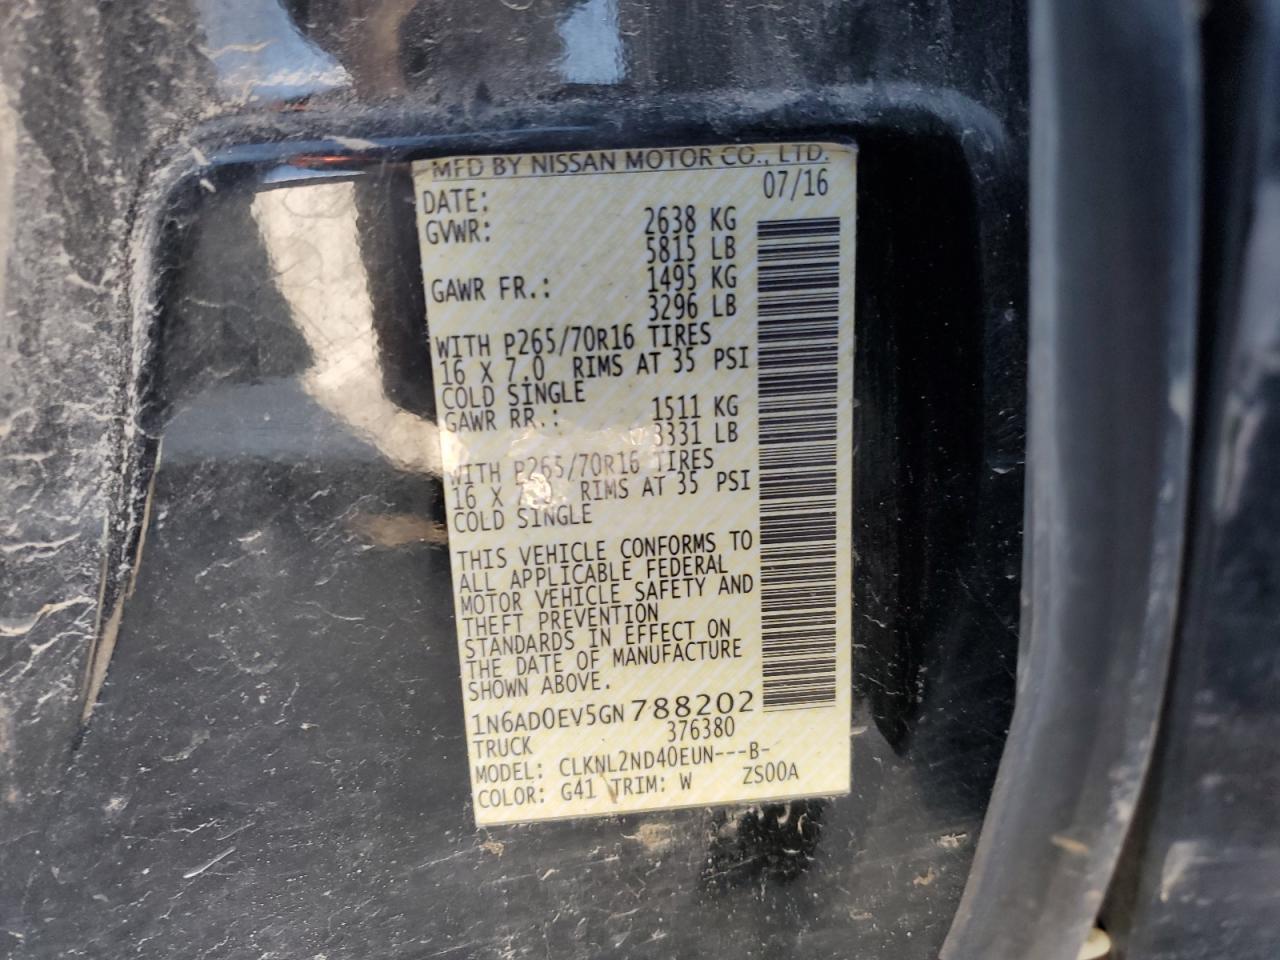 MFD BY NISSAN MOTOR CO., LTD.
DATE: 07/16
GVWR: 2638 KG
5815 LB
GAWR FR.: 1495 KG
3296 LB
WITH P265/70R16 TIRES
16 X 7.0 RIMS AT 35 PSI
COLD SINGLE
GAWR RR.: 1511 KG
3331 LB
WITH P265/70R16 TIRES
16 X RIMS AT 35 PSI
COLD SINGLE
THIS VEHICLE CONFORMS TO
ALL APPLICABLE FEDERAL
MOTOR VEHICLE SAFETY AND
THEFT PREVENTION
STANDARDS IN EFFECT ON
THE DATE OF MANUFACTURE
SHOWN ABOVE.
1N6AD0EV5GN788202
TRUCK 376380
MODEL: CLKNL2ND40EUN---B-
COLOR: G41 TRIM: W ZS00A